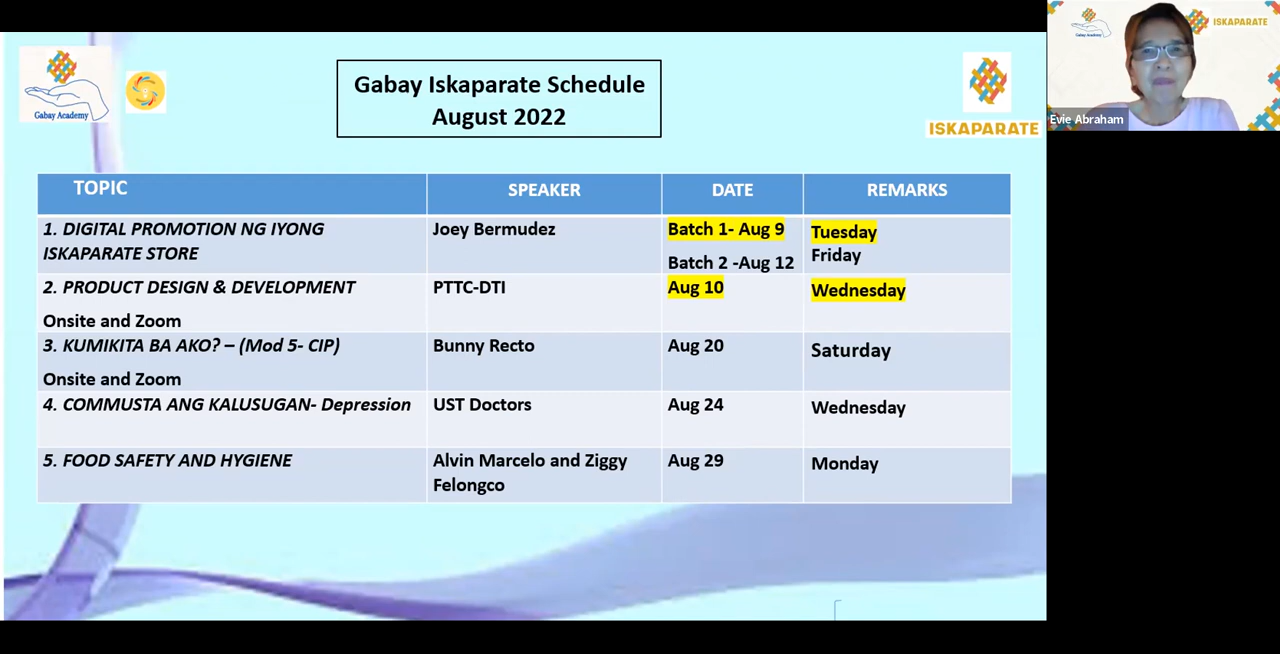 Gabay Academy
Gabay Iskaparate Schedule
August 2022
ISKAPARATE
TOPIC
SPEAKER
DATE
REMARKS
1. DIGITAL PROMOTION NG IYONG
ISKAPARATE STORE
Joey Bermudez
Batch 1- Aug 9
Batch 2 -Aug 12
Tuesday
Friday
2. PRODUCT DESIGN & DEVELOPMENT
Onsite and Zoom
PTTC-DTI
Aug 10
Wednesday
3. KUMIKITA BA AKO? – (Mod 5- CIP)
Onsite and Zoom
Bunny Recto
Aug 20
Saturday
4. COMMUSTA ANG KALUSUGAN- Depression
UST Doctors
Aug 24
Wednesday
5. FOOD SAFETY AND HYGIENE
Alvin Marcelo and Ziggy
Felongco
Aug 29
Monday
Gabay Academy
ISKAPARATE
Evie Abraham